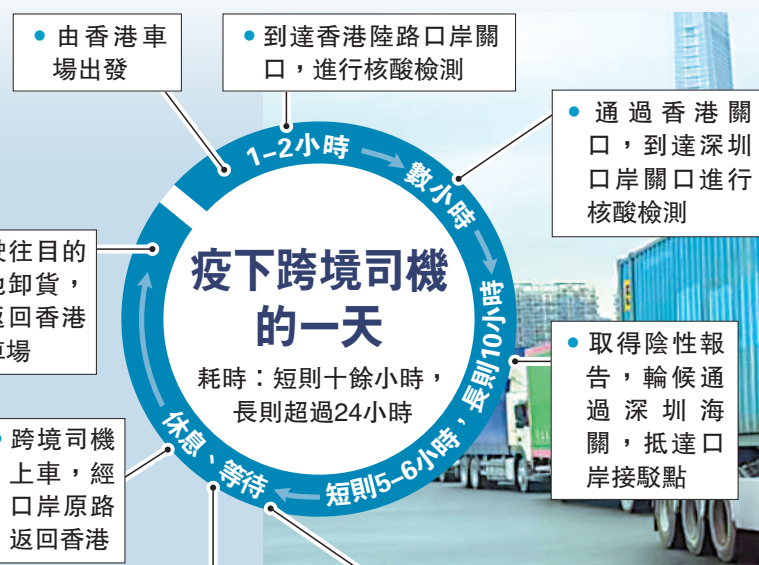 由香港車
場出發
到達香港陸路口岸關
口，進行核酸檢測
通過香港關
口，到達深圳
口岸關口進行
核酸檢測
取得陰性報
告，輪候通
過深圳海
關，抵達口
岸接駁點
跨境司機
上車，經
口岸原路
返回香港
駛往目的
地卸貨，
返回香港
車場
1–2小時
數小時
短則5–6小時，長則10小時
休息、等待
疫下跨境司機
的一天
耗時：短則十餘小時，
長則超過24小時